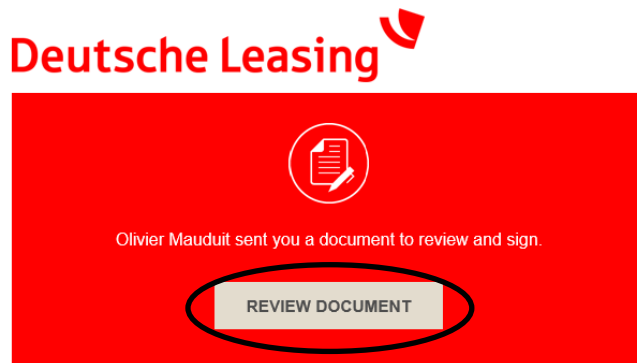 Deutsche Leasing
Olivier Mauduit sent you a document to review and sign.
REVIEW DOCUMENT